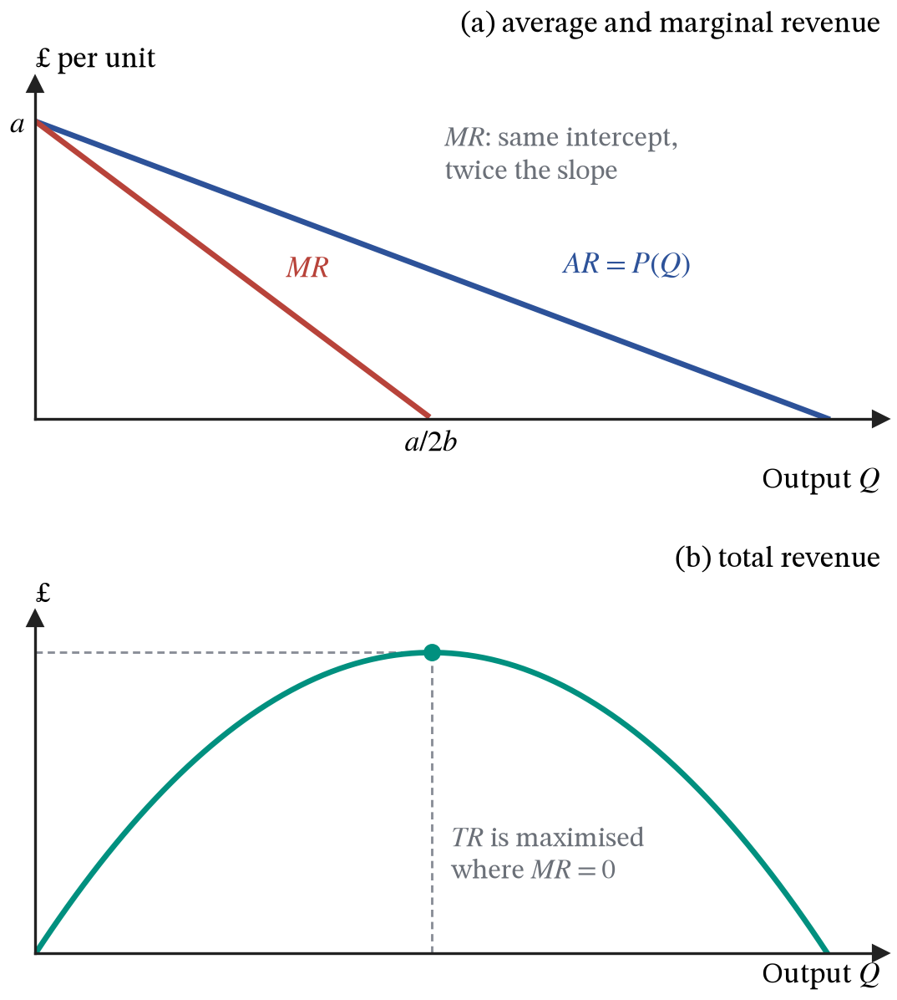 (a) average and marginal revenue
£ per unit
a
MR: same intercept,
twice the slope
MR
AR = P(Q)
a/2b
Output Q
(b) total revenue
£
TR is maximised
where MR = 0
Output Q